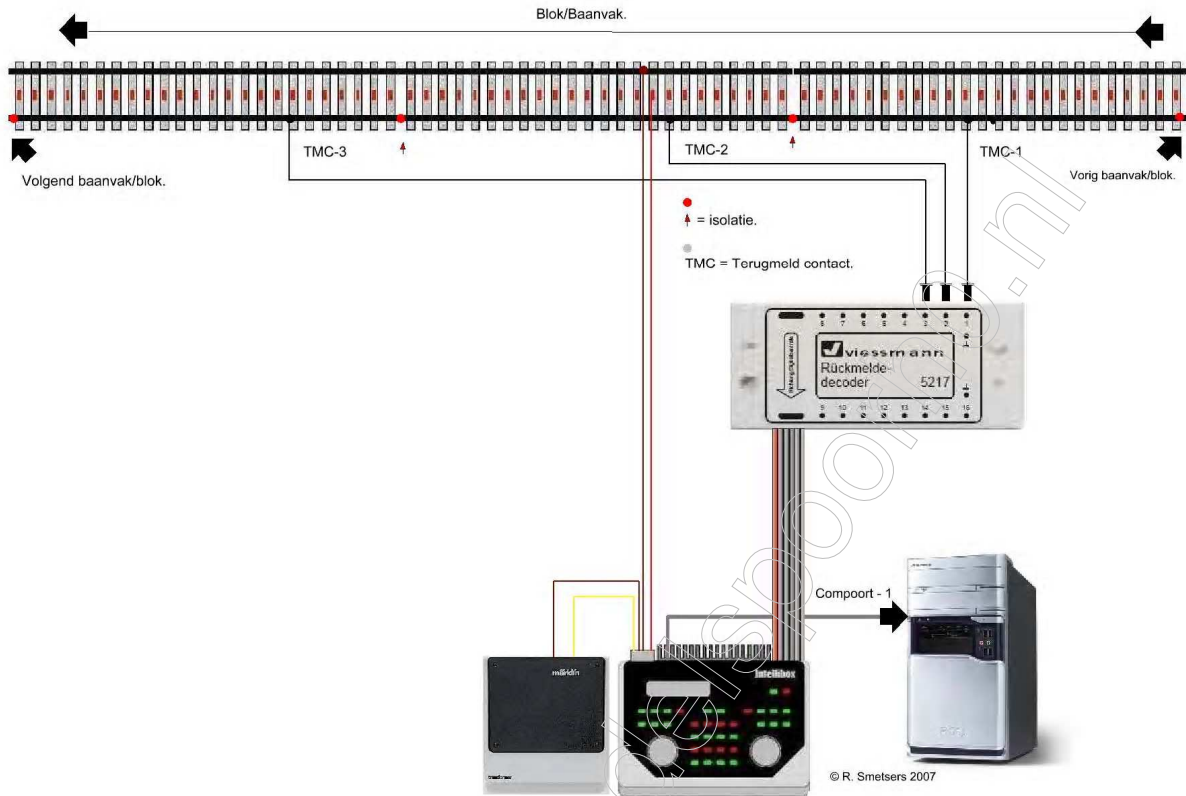 Blok/Baanvak.
TMC-3
TMC-2
TMC-1
Volgend baanvak/blok.
Vorig baanvak/blok.
= isolatie.
TMC = Terugmeld contact.
8 7 6 5 4 3 2 1
viessmann
Rückmelde-
decoder 5217
9 10 11 12 13 14 15 16
Compoort - 1
märklin
Intellibox
© R. Smetsers 2007
delspoormp.nl